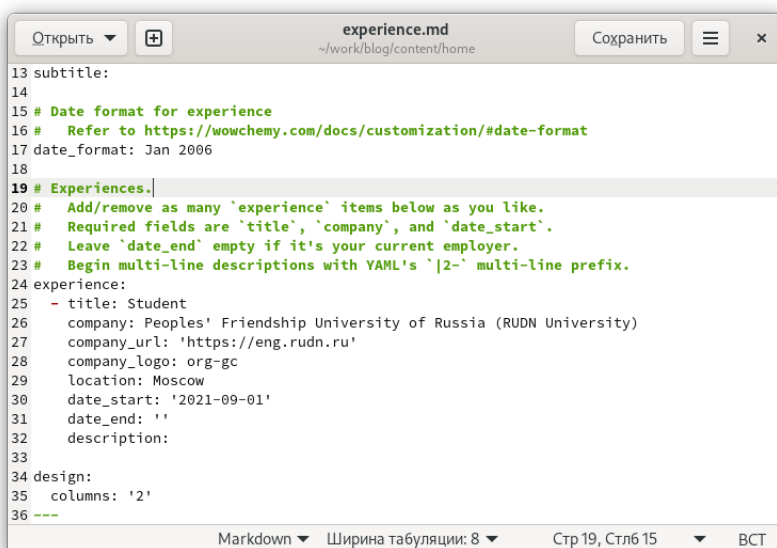 Открыть
experience.md
~/work/blog/content/home
Сохранить
13 subtitle:
14
15 # Date format for experience
16 #   Refer to https://wowchemy.com/docs/customization/#date-format
17 date_format: Jan 2006
18
19 # Experiences.
20 #   Add/remove as many `experience` items below as you like.
21 #   Required fields are `title`, `company`, and `date_start`.
22 #   Leave `date_end` empty if it's your current employer.
23 #   Begin multi-line descriptions with YAML's `|2-` multi-line prefix.
24 experience:
25   - title: Student
26     company: Peoples' Friendship University of Russia (RUDN University)
27     company_url: 'https://eng.rudn.ru'
28     company_logo: org-gc
29     location: Moscow
30     date_start: '2021-09-01'
31     date_end: ''
32     description:
33
34 design:
35   columns: '2'
36 ---
Markdown Ширина табуляции: 8 Стр 19, Стлб 15 ВСТ